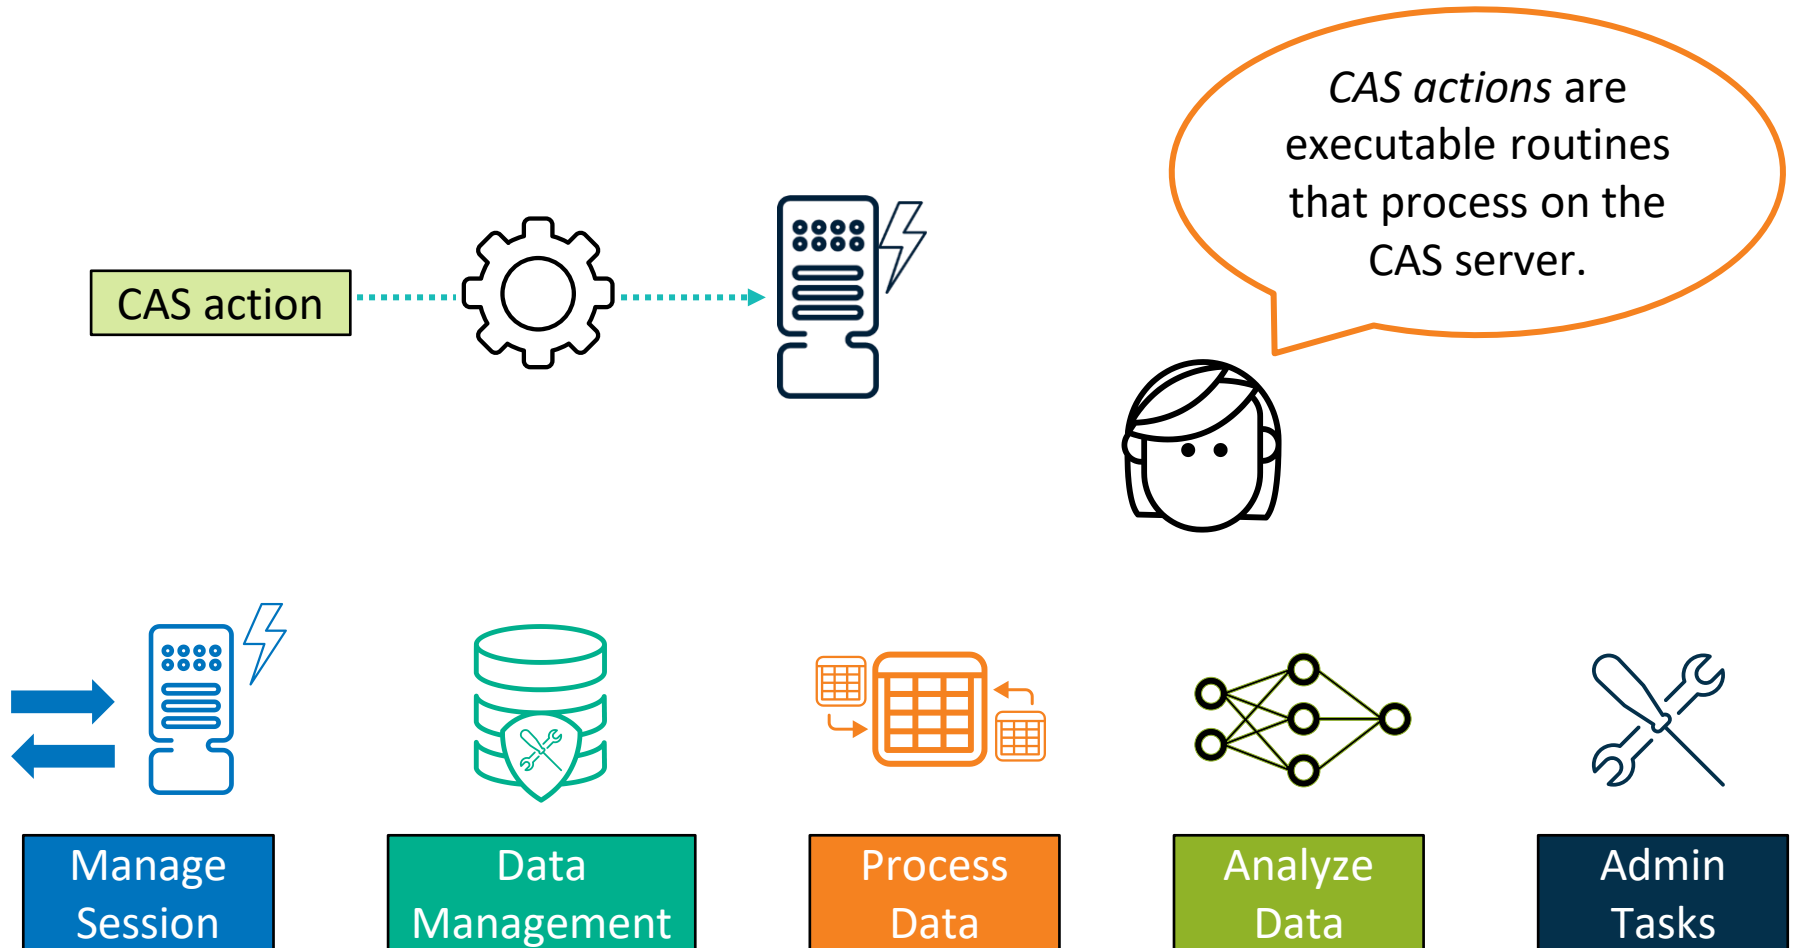 CAS actions are
executable routines
that process on the
CAS server.
CAS action
Manage
Session
Data
Management
Process
Data
Analyze
Data
Admin
Tasks